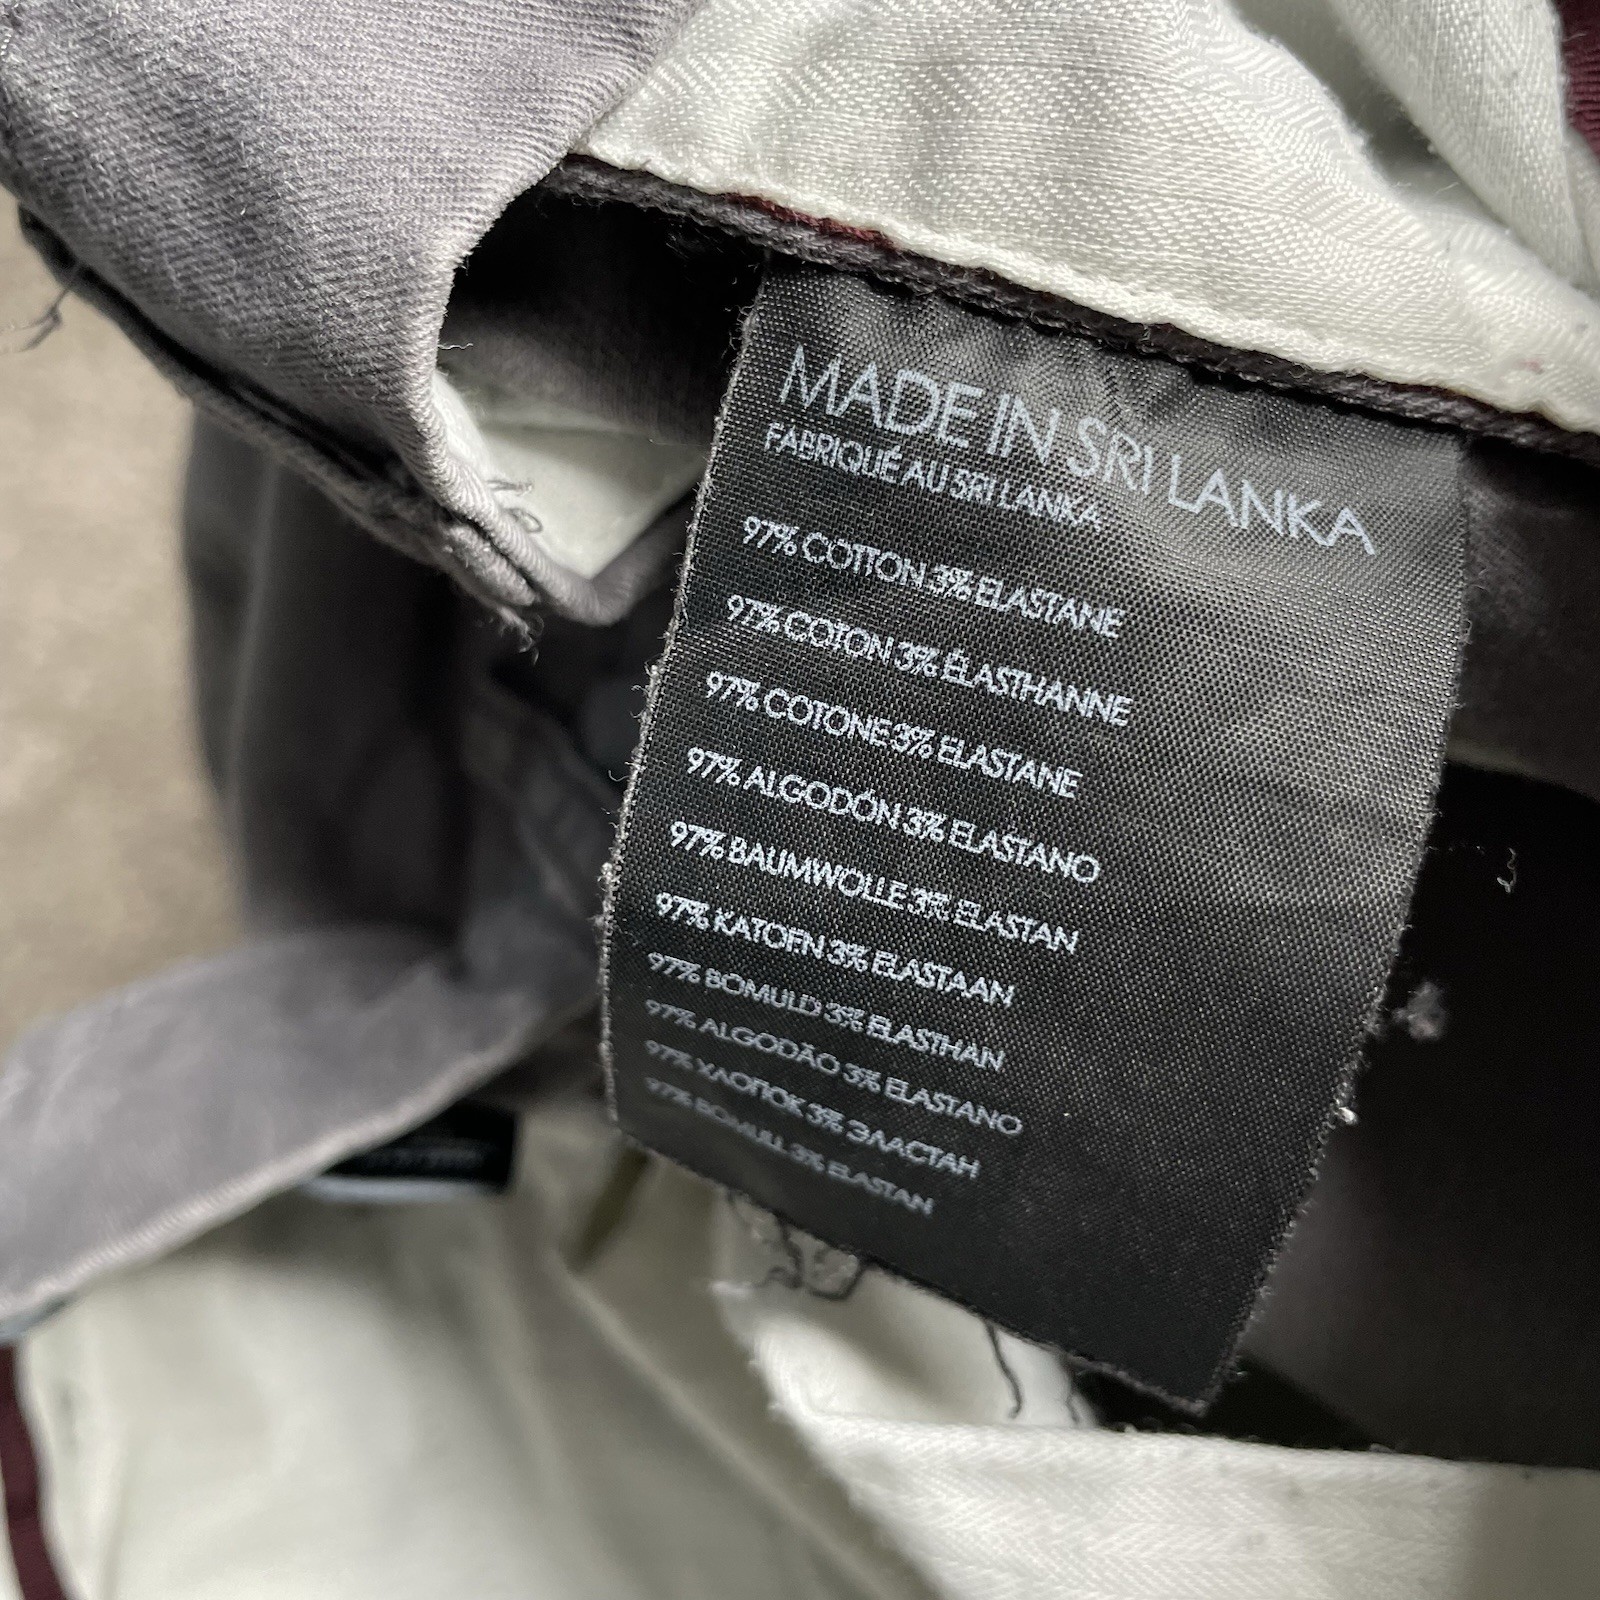 MADE IN SRI LANKA
FABRIQUÉ AU SRI LANKA
97% COTTON 3% ELASTANE
97% COTON 3% ÉLASTHANNE
97% COTONE 3% ELASTANE
97% ALGODÓN 3% ELASTANO
97% BAUMWOLLE 3% ELASTAN
97% KATOEN 3% ELASTAAN
97% BOMULD 3% ELASTHAN
97% ALGODÃO 3% ELASTANO
97% ХЛОПОК 3% ЭЛАСТАН
97% BOMULL 3% ELASTAN